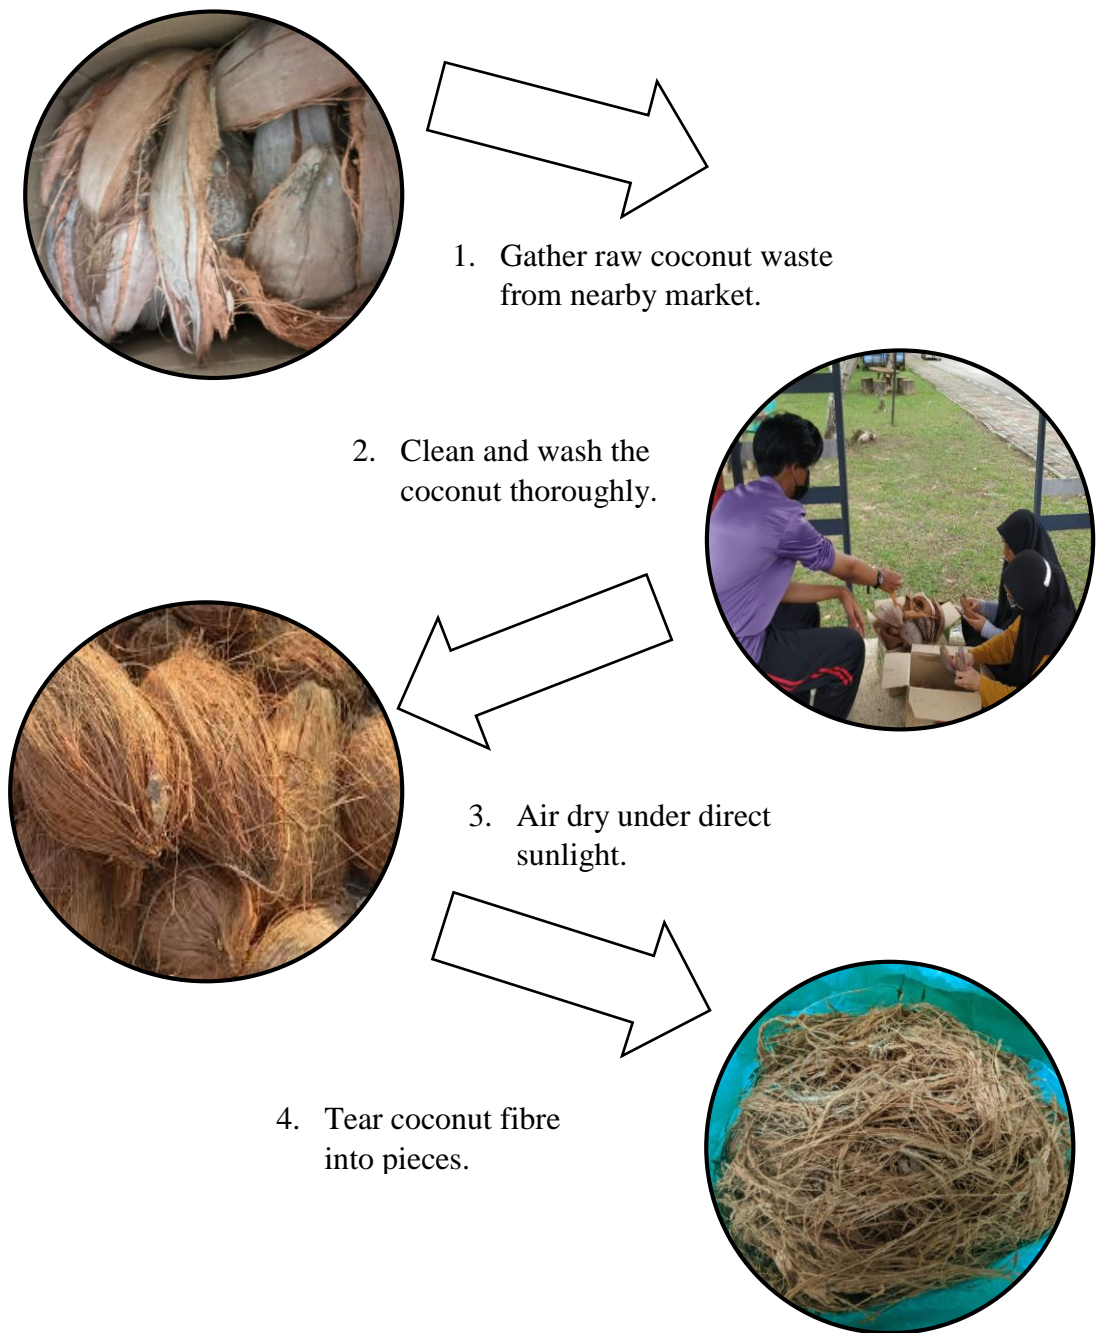 1. Gather raw coconut waste
from nearby market.
2. Clean and wash the
coconut thoroughly.
3. Air dry under direct
sunlight.
4. Tear coconut fibre
into pieces.